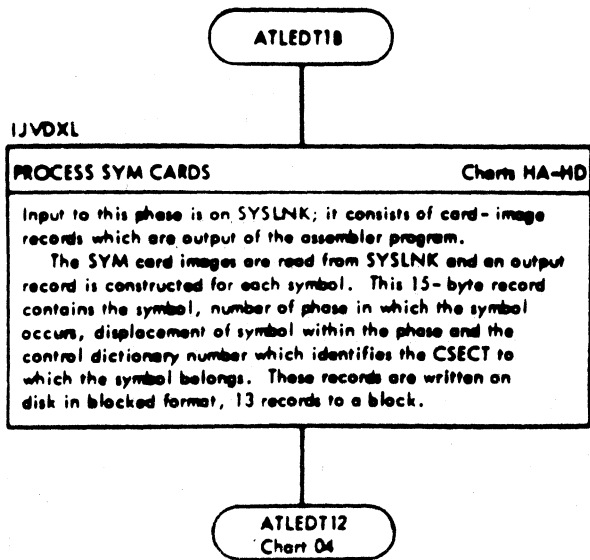 ATLEDT1B
IJVDXL
PROCESS SYM CARDS Charts HA-HD
Input to this phase is on SYSLNK; it consists of card-image
records which are output of the assembler program.
The SYM card images are read from SYSLNK and an output
record is constructed for each symbol. This 15-byte record
contains the symbol, number of phase in which the symbol
occurs, displacement of symbol within the phase and the
control dictionary number which identifies the CSECT to
which the symbol belongs. These records are written on
disk in blocked format, 13 records to a block.
ATLEDT12
Chart 04